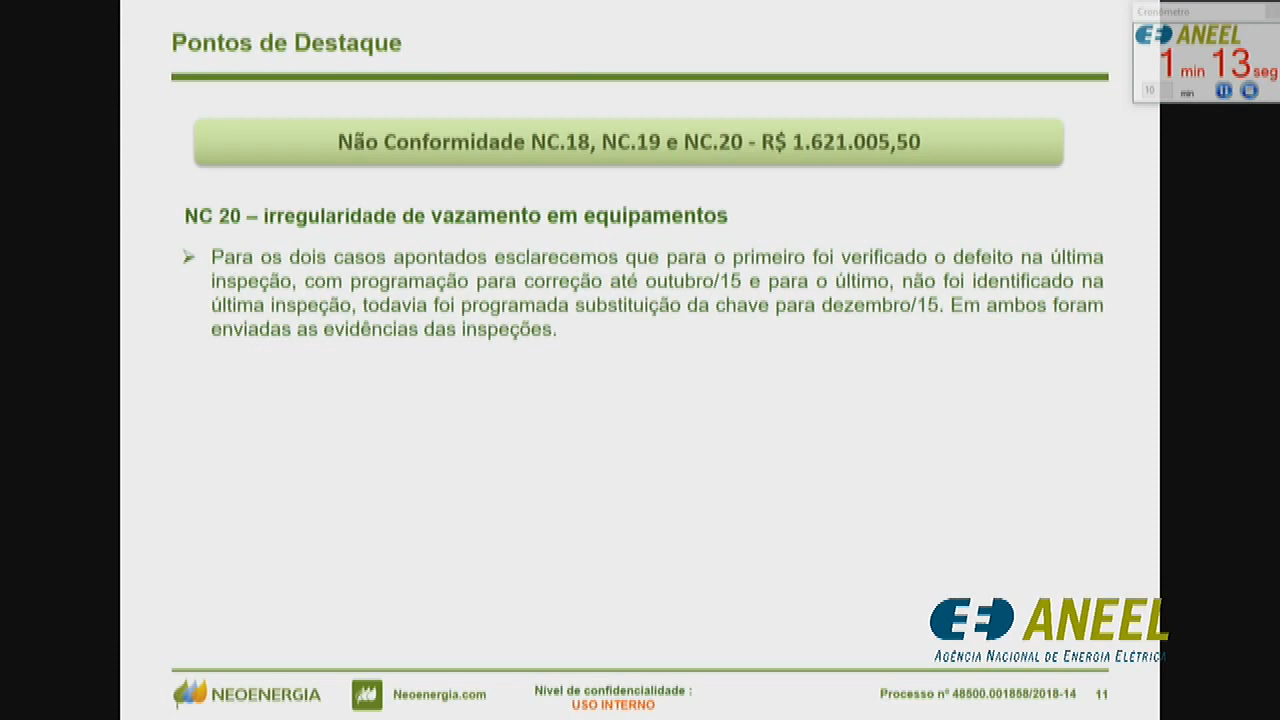 Pontos de Destaque
Cronômetro
ANEEL
1 min 13 seg
10 min
Não Conformidade NC.18, NC.19 e NC.20 - R$ 1.621.005,50
NC 20 – irregularidade de vazamento em equipamentos
Para os dois casos apontados esclarecemos que para o primeiro foi verificado o defeito na última
inspeção, com programação para correção até outubro/15 e para o último, não foi identificado na
última inspeção, todavia foi programada substituição da chave para dezembro/15. Em ambos foram
enviadas as evidências das inspeções.
ANEEL
AGÊNCIA NACIONAL DE ENERGIA ELÉTRICA
NEOENERGIA
Neoenergia.com
Nível de confidencialidade :
USO INTERNO
Processo nº 48500.001858/2018-14 11